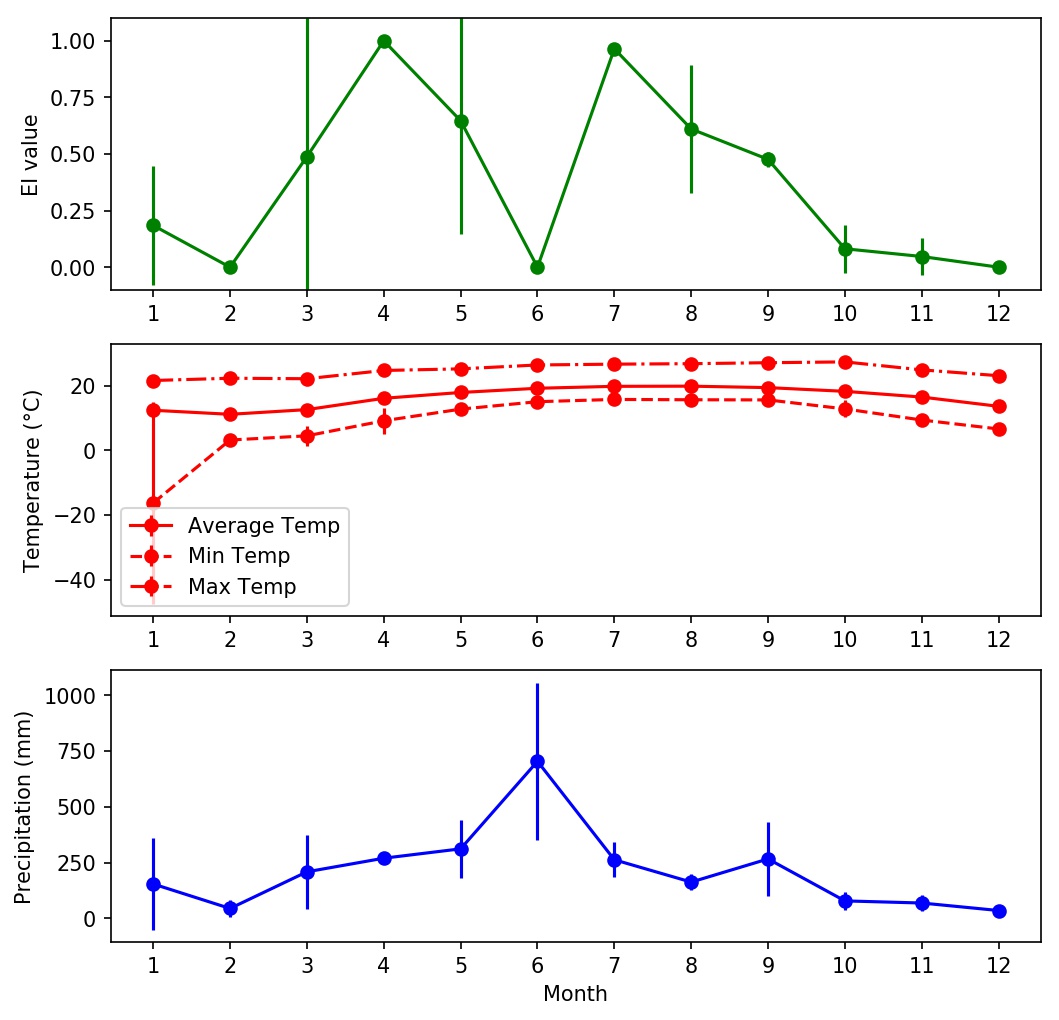 EI value
1.00
0.75
0.50
0.25
0.00
1 2 3 4 5 6 7 8 9 10 11 12
Temperature (°C)
20
0
−20
−40
Average Temp
Min Temp
Max Temp
1 2 3 4 5 6 7 8 9 10 11 12
Precipitation (mm)
1000
750
500
250
0
1 2 3 4 5 6 7 8 9 10 11 12
Month